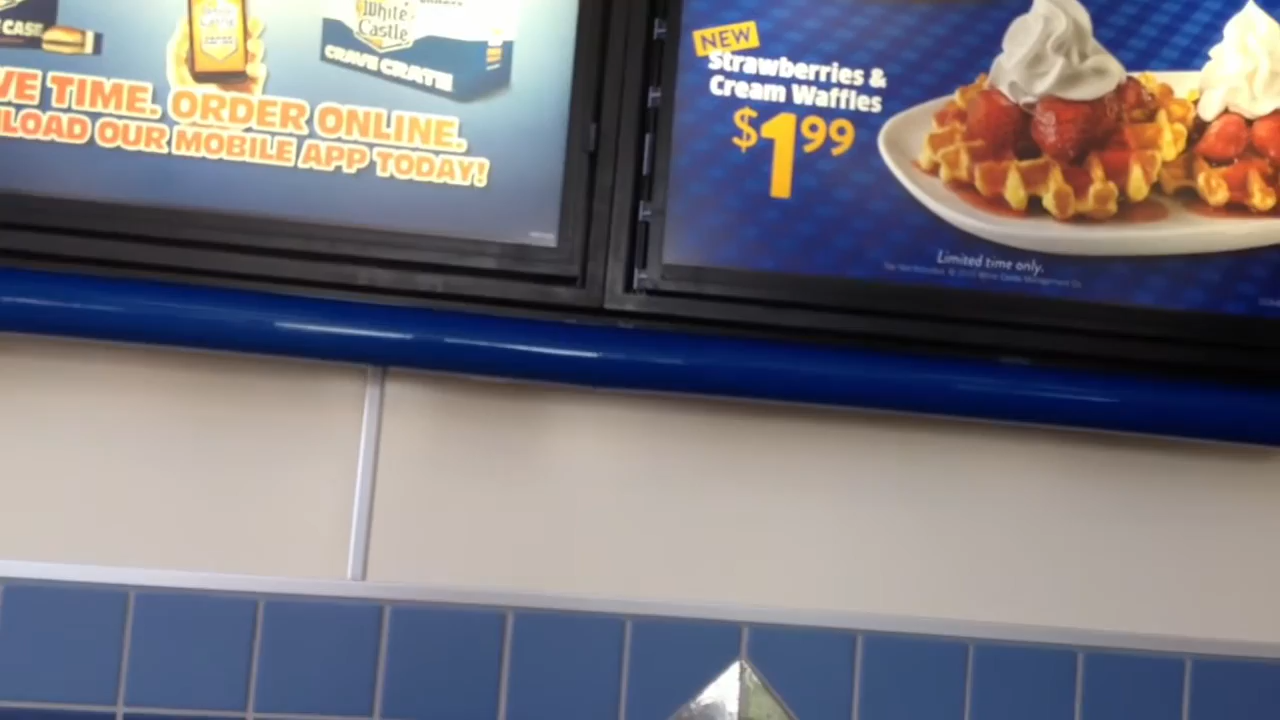 CASE
White
Castle
CRAVE CRATE
VE TIME. ORDER ONLINE.
LOAD OUR MOBILE APP TODAY!
NEW
Strawberries &
Cream Waffles
$1.99
Limited time only.